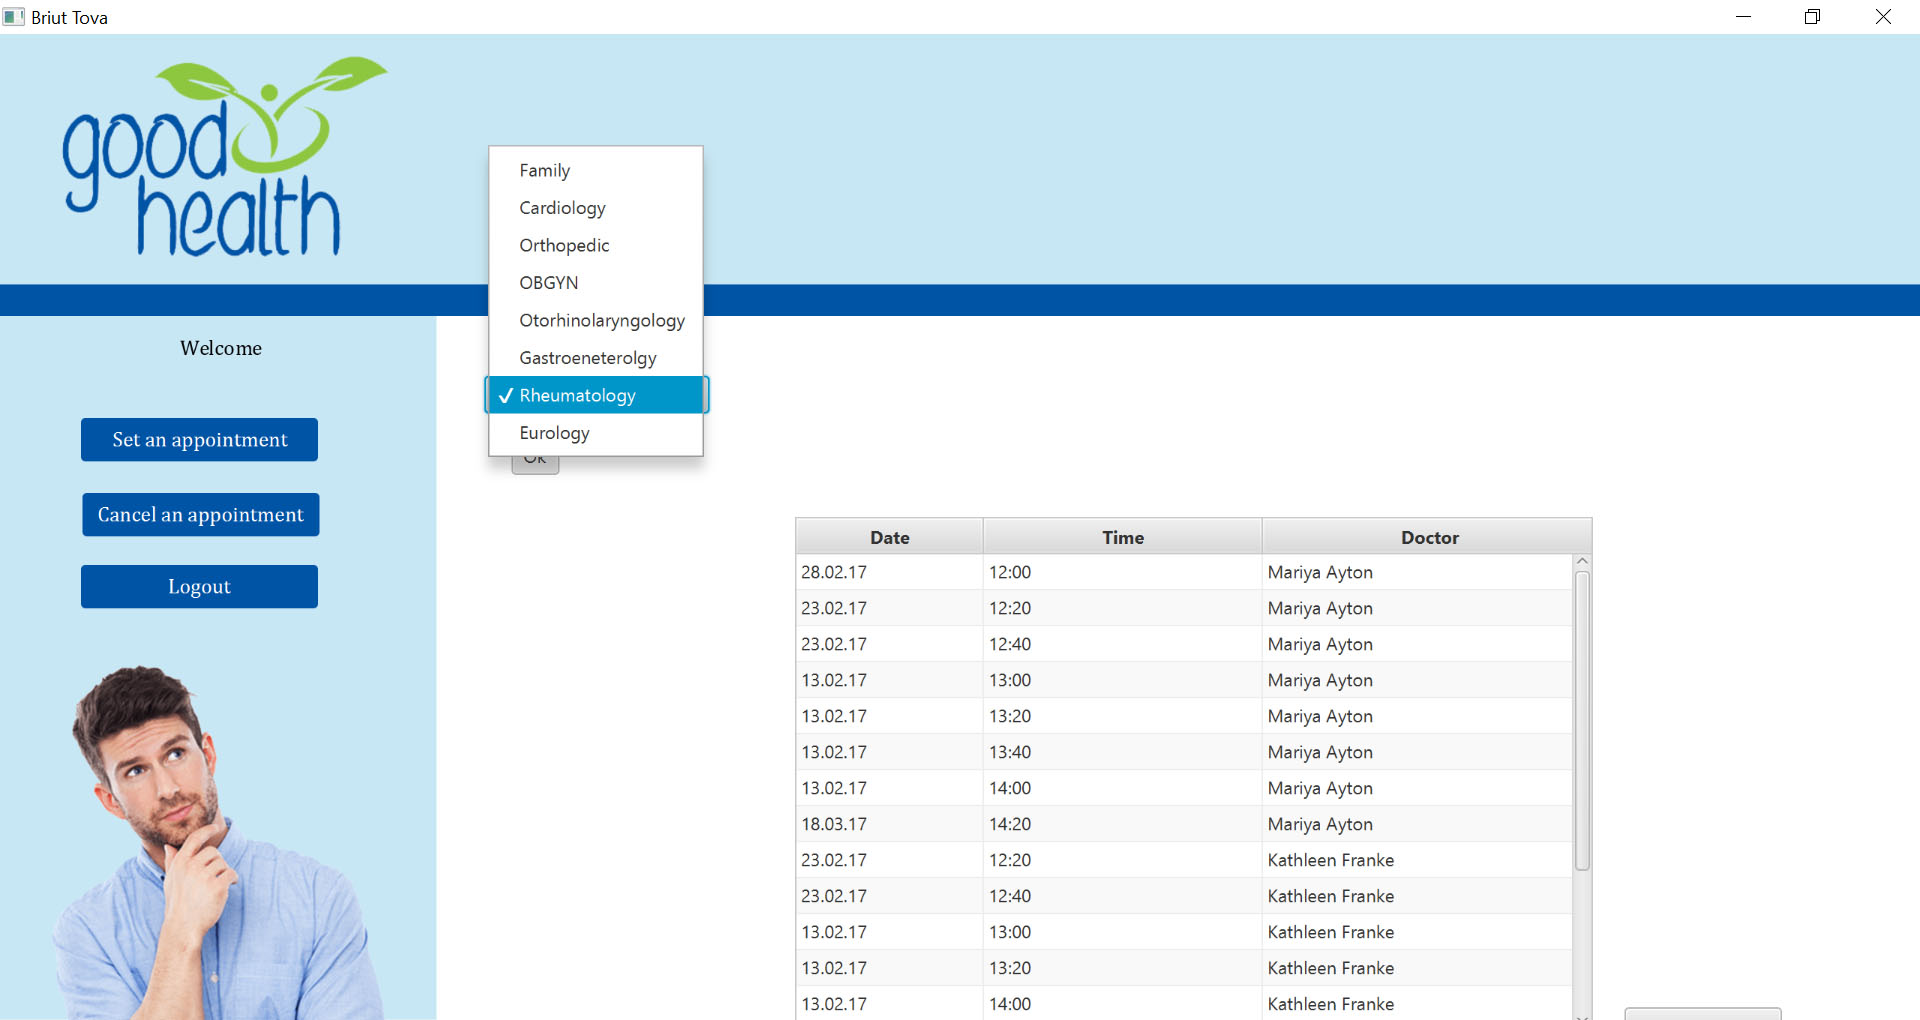 Briut Tova
good
health
Family
Cardiology
Orthopedic
OBGYN
Otorhinolaryngology
Gastroeneterolgy
✓ Rheumatology
Eurology
Ok
Welcome
Set an appointment
Cancel an appointment
Logout
Date Time Doctor
28.02.17 12:00 Mariya Ayton
23.02.17 12:20 Mariya Ayton
23.02.17 12:40 Mariya Ayton
13.02.17 13:00 Mariya Ayton
13.02.17 13:20 Mariya Ayton
13.02.17 13:40 Mariya Ayton
13.02.17 14:00 Mariya Ayton
18.03.17 14:20 Mariya Ayton
23.02.17 12:20 Kathleen Franke
23.02.17 12:40 Kathleen Franke
13.02.17 13:00 Kathleen Franke
13.02.17 13:20 Kathleen Franke
13.02.17 14:00 Kathleen Franke